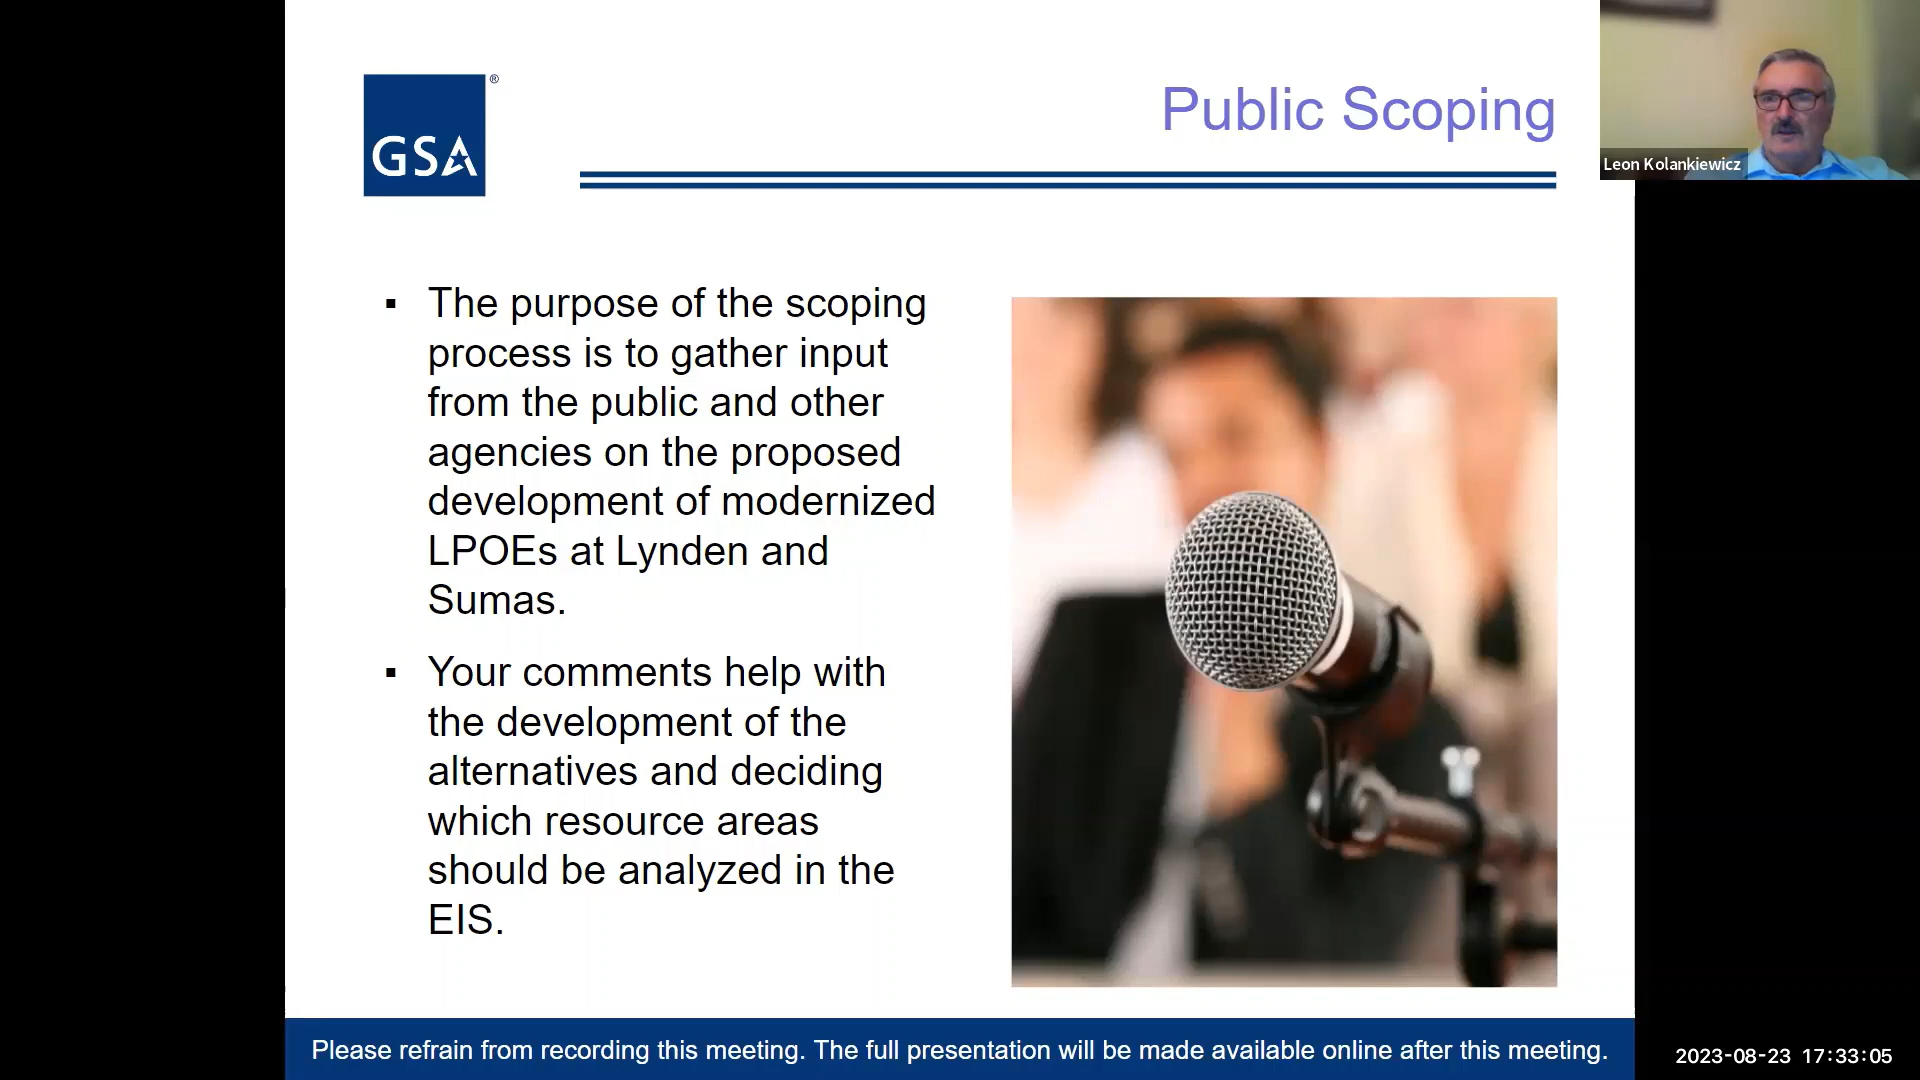 GSA
®
Public Scoping
Leon Kolankiewicz
▪ The purpose of the scoping
process is to gather input
from the public and other
agencies on the proposed
development of modernized
LPOEs at Lynden and
Sumas.
▪ Your comments help with
the development of the
alternatives and deciding
which resource areas
should be analyzed in the
EIS.
Please refrain from recording this meeting. The full presentation will be made available online after this meeting.
2023-08-23 17:33:05